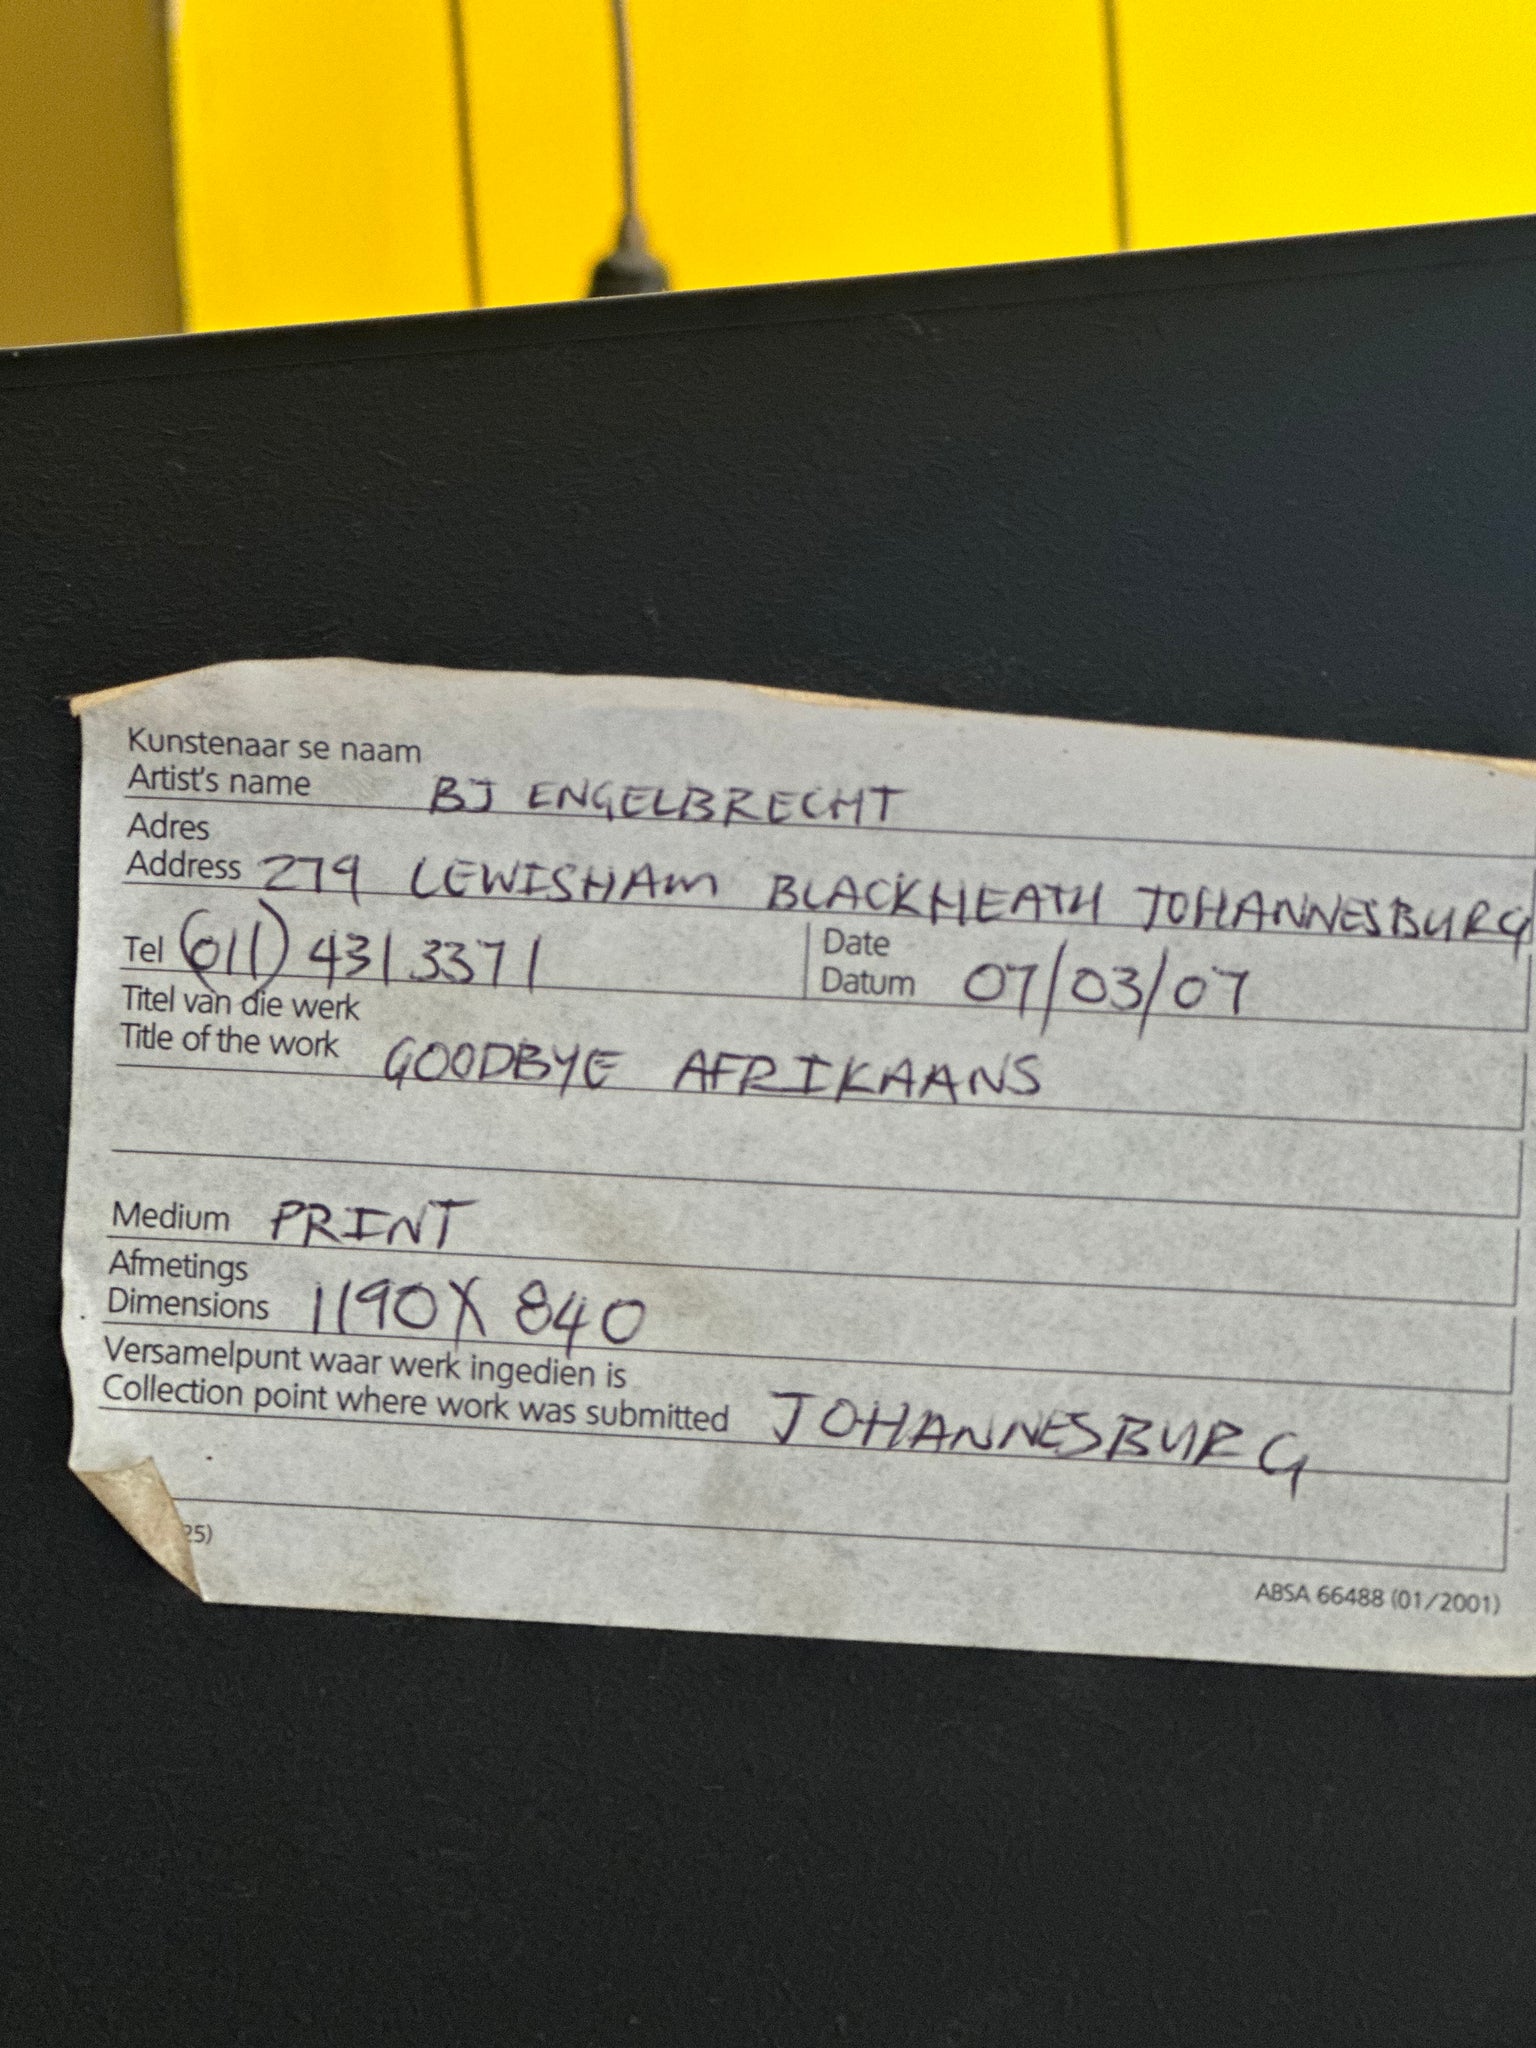 Kunstenaar se naam
Artist's name BJ ENGELBRECHT
Adres
Address 279 LEWISHAM BLACKHEATH JOHANNESBURG
Tel (011) 431 3371
Date
Datum 07/03/07
Titel van die werk
Title of the work GOODBYE AFRIKAANS
Medium PRINT
Afmetings
Dimensions 1190 X 840
Versamelpunt waar werk ingedien is
Collection point where work was submitted JOHANNESBURG
25)
ABSA 66488 (01/2001)